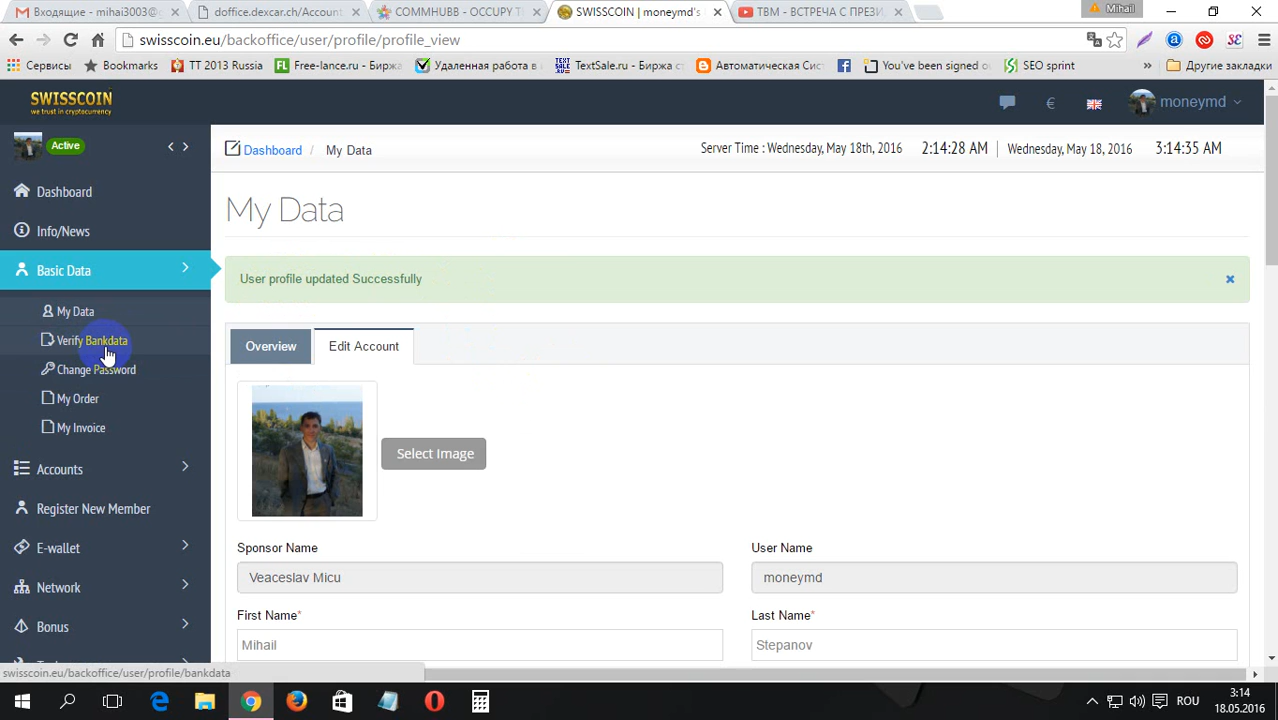 Входящие - mihai3003@
doffice.dexcar.ch/Account
COMMHUBB - OCCUPY T
SWISSCOIN | moneymd's
ТВМ - ВСТРЕЧА С ПРЕЗИ
Mihail
swisscoin.eu/backoffice/user/profile/profile_view
Сервисы
Bookmarks
TT 2013 Russia
Free-lance.ru - Бирж
Удаленная работа в
TextSale.ru - Биржа с
Автоматическая Сис
You've been signed o
SEO sprint
»
Другие закладки
SWISSCOIN
we trust in cryptocurrency
€
moneymd
Active
Dashboard / My Data
Server Time : Wednesday, May 18th, 2016 2:14:28 AM
Wednesday, May 18, 2016 3:14:35 AM
Dashboard
Info/News
Basic Data
My Data
Verify Bankdata
Change Password
My Order
My Invoice
Accounts
Register New Member
E-wallet
Network
Bonus
My Data
User profile updated Successfully
Overview
Edit Account
Select Image
Sponsor Name
User Name
Veaceslav Micu
moneymd
First Name*
Last Name*
Mihail
Stepanov
swisscoin.eu/backoffice/user/profile/bankdata
ROU
3:14
18.05.2016